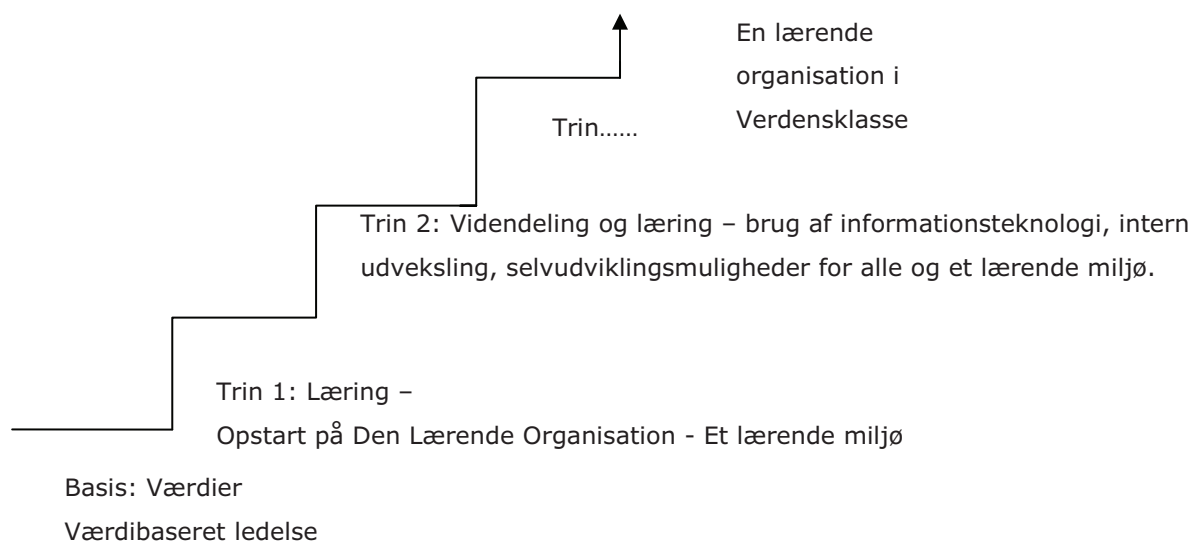 En lærende
organisation i
Verdensklasse
Trin......
Trin 2: Videndeling og læring – brug af informationsteknologi, intern
udveksling, selvudviklingsmuligheder for alle og et lærende miljø.
Trin 1: Læring –
Opstart på Den Lærende Organisation - Et lærende miljø
Basis: Værdier
Værdibaseret ledelse